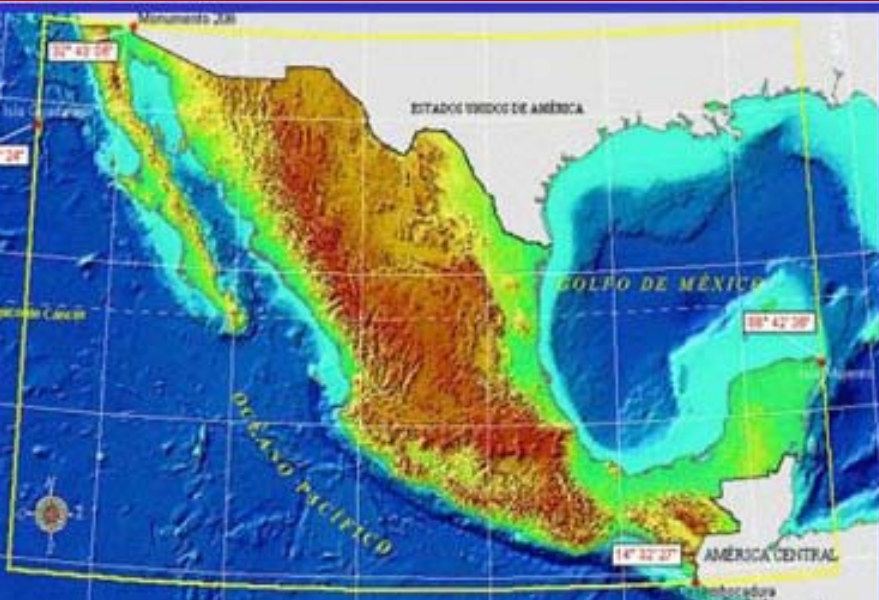 Monumento 206
32° 43' 06"
ESTADOS UNIDOS DE AMÉRICA
GOLFO DE MÉXICO
Cáncer
86° 42' 36"
OCÉANO PACÍFICO
14° 32' 27"
AMÉRICA CENTRAL